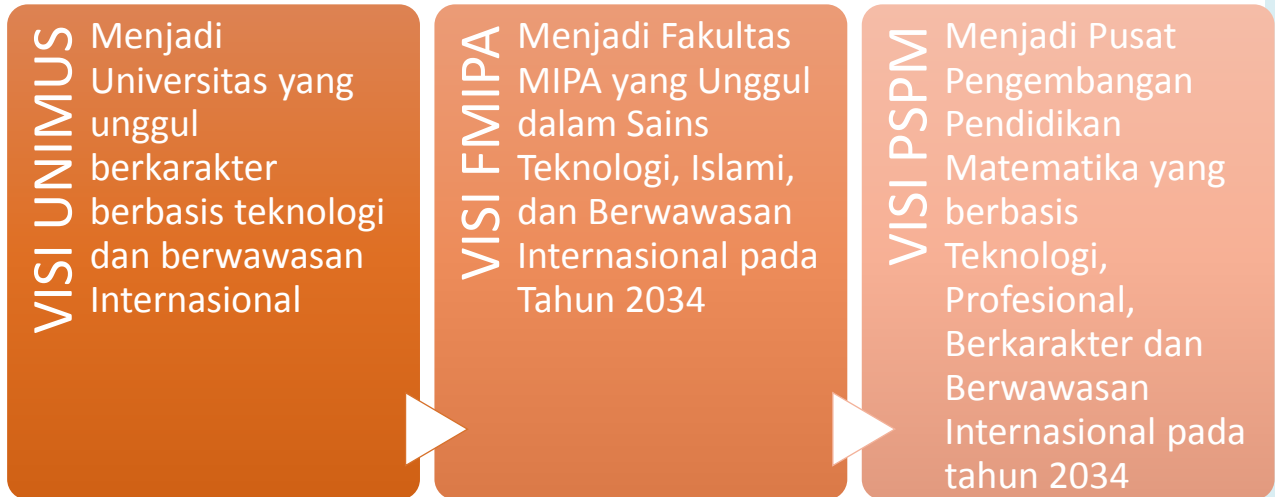 VISI UNIMUS
Menjadi
Universitas yang
unggul
berkarakter
berbasis teknologi
dan berwawasan
Internasional
VISI FMIPA
Menjadi Fakultas
MIPA yang Unggul
dalam Sains
Teknologi, Islami,
dan Berwawasan
Internasional pada
Tahun 2034
VISI PSPM
Menjadi Pusat
Pengembangan
Pendidikan
Matematika yang
berbasis
Teknologi,
Profesional,
Berkarakter dan
Berwawasan
Internasional pada
tahun 2034